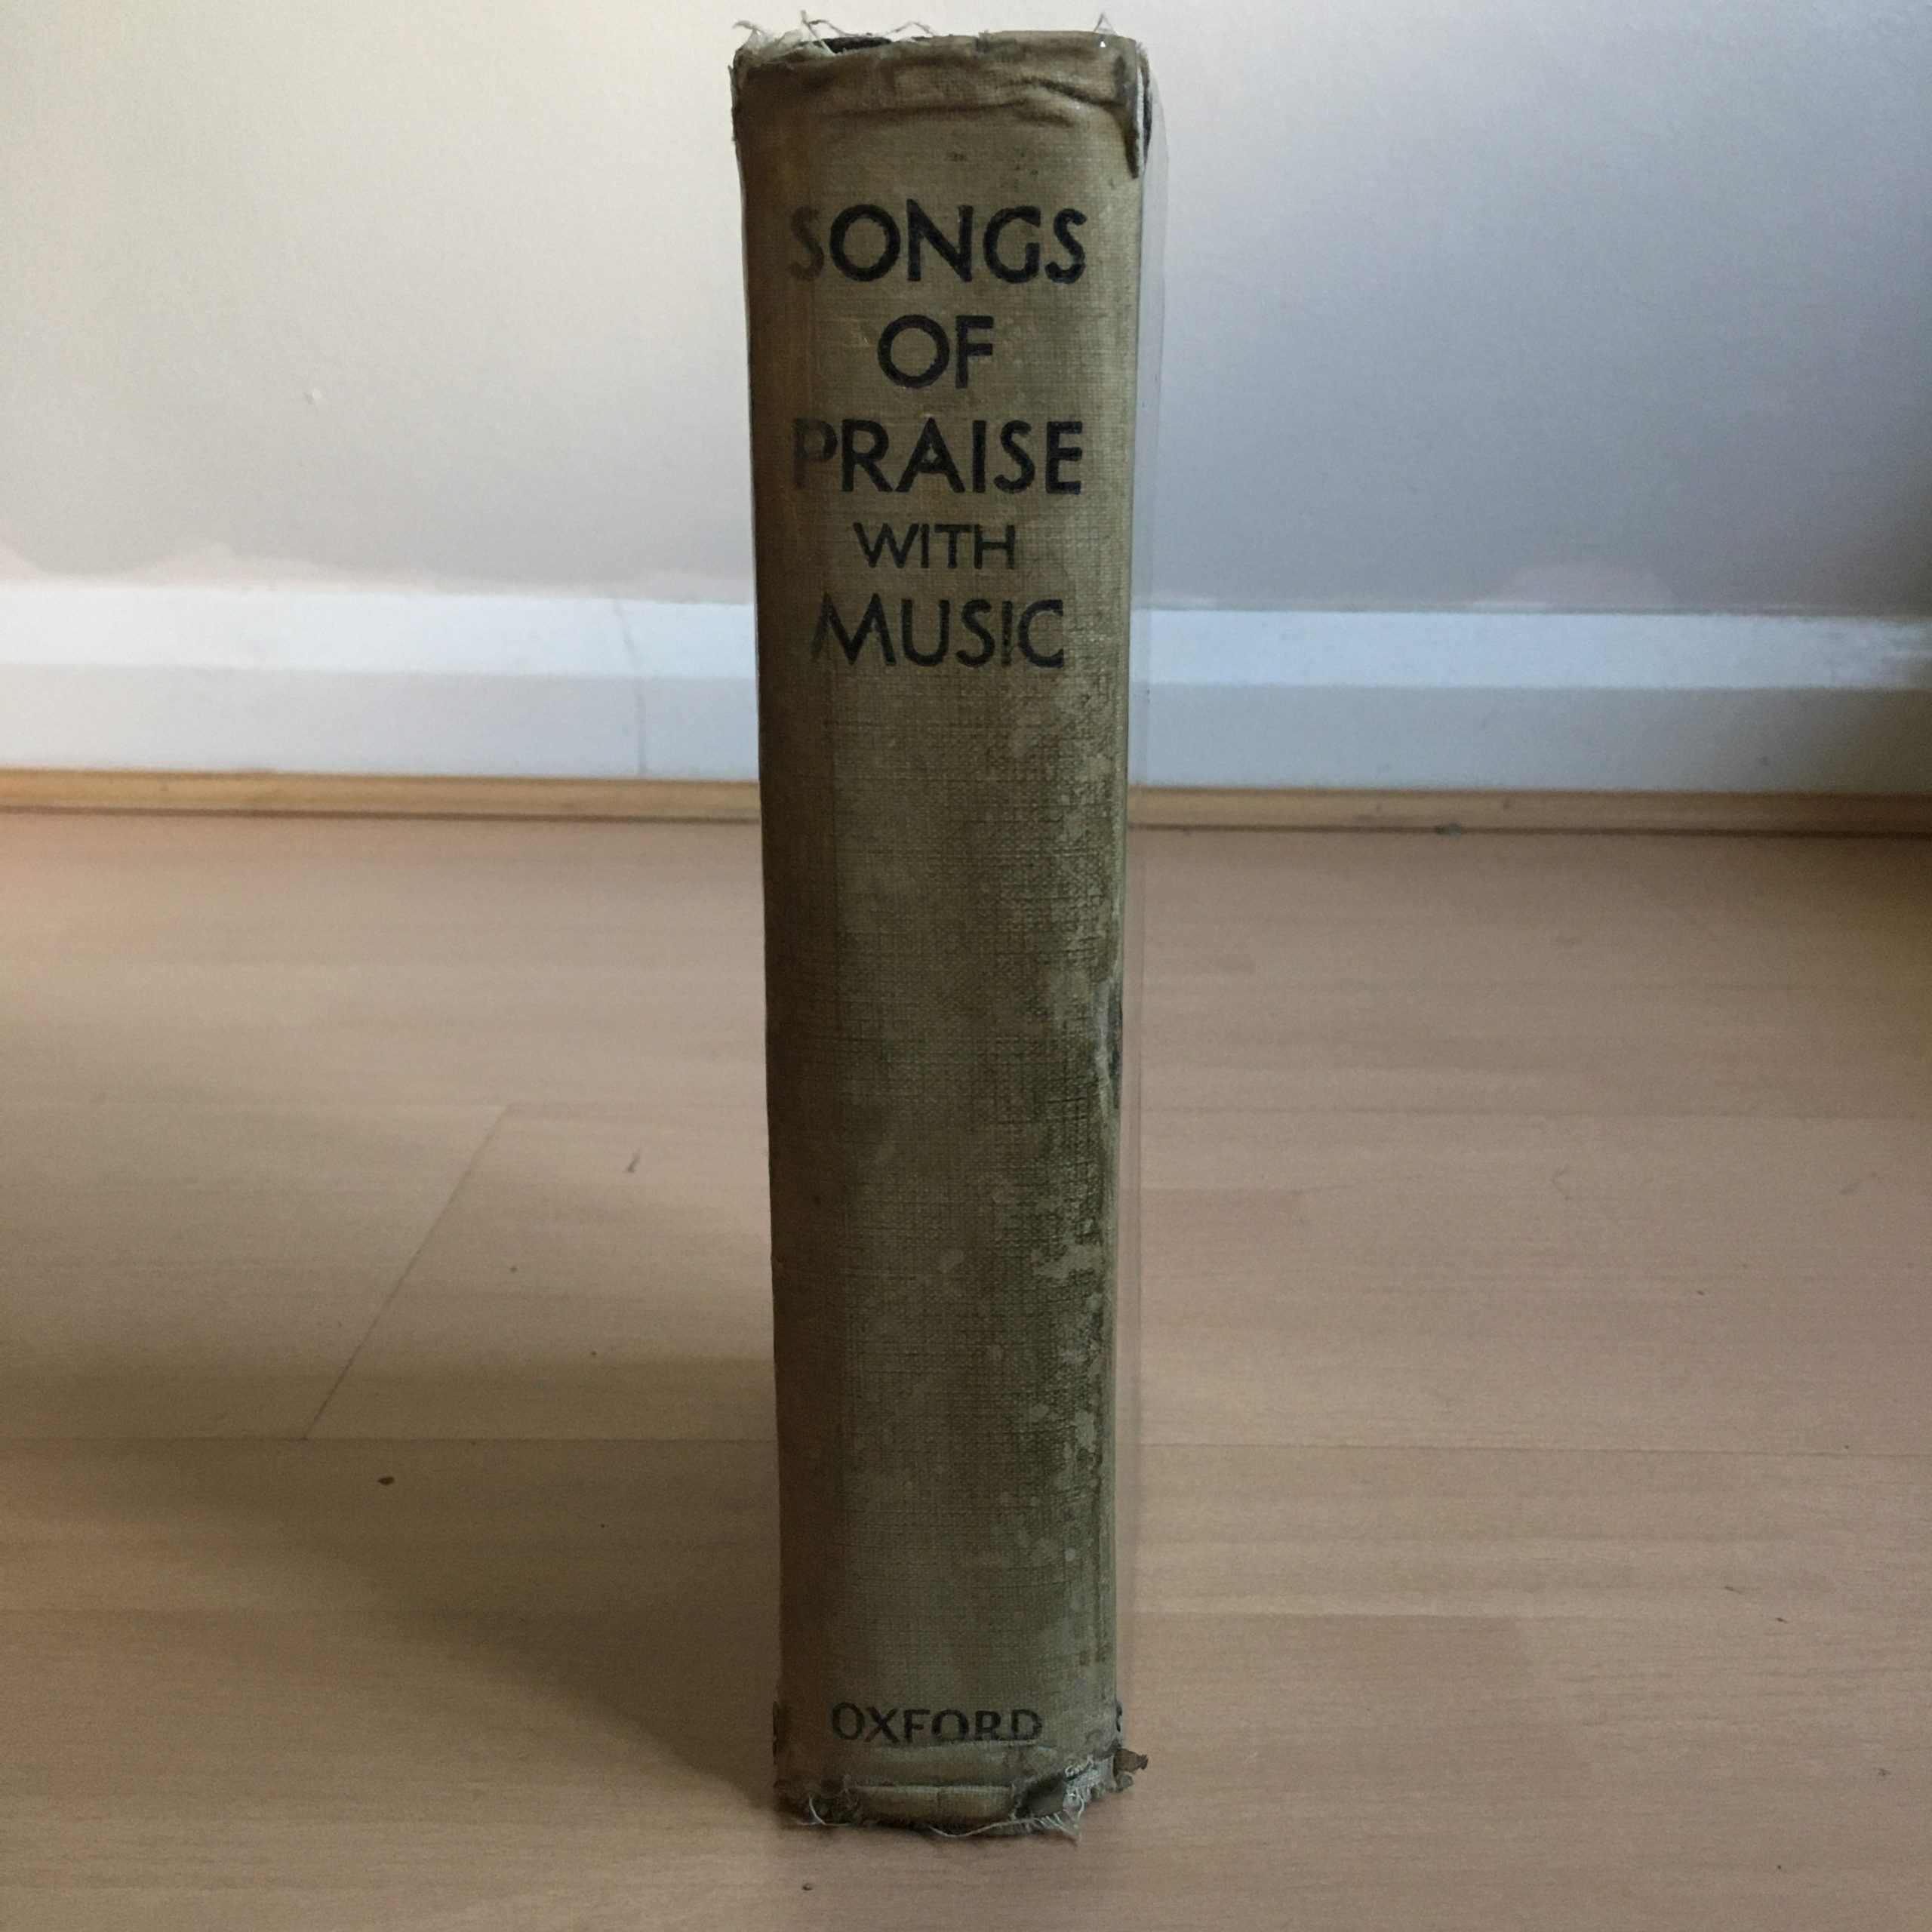 SONGS
OF
PRAISE
WITH
MUSIC
OXFORD